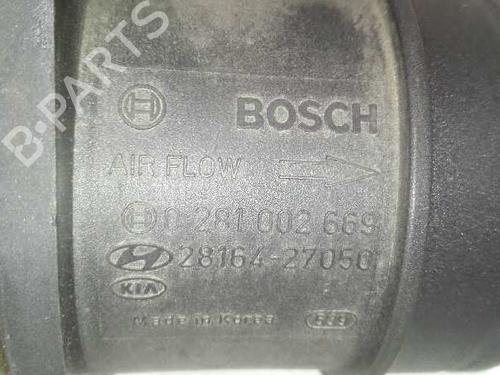 BOSCH
AIR FLOW
0 281 002 669
28164-27050
KIA
Made in Korea
B-PARTS